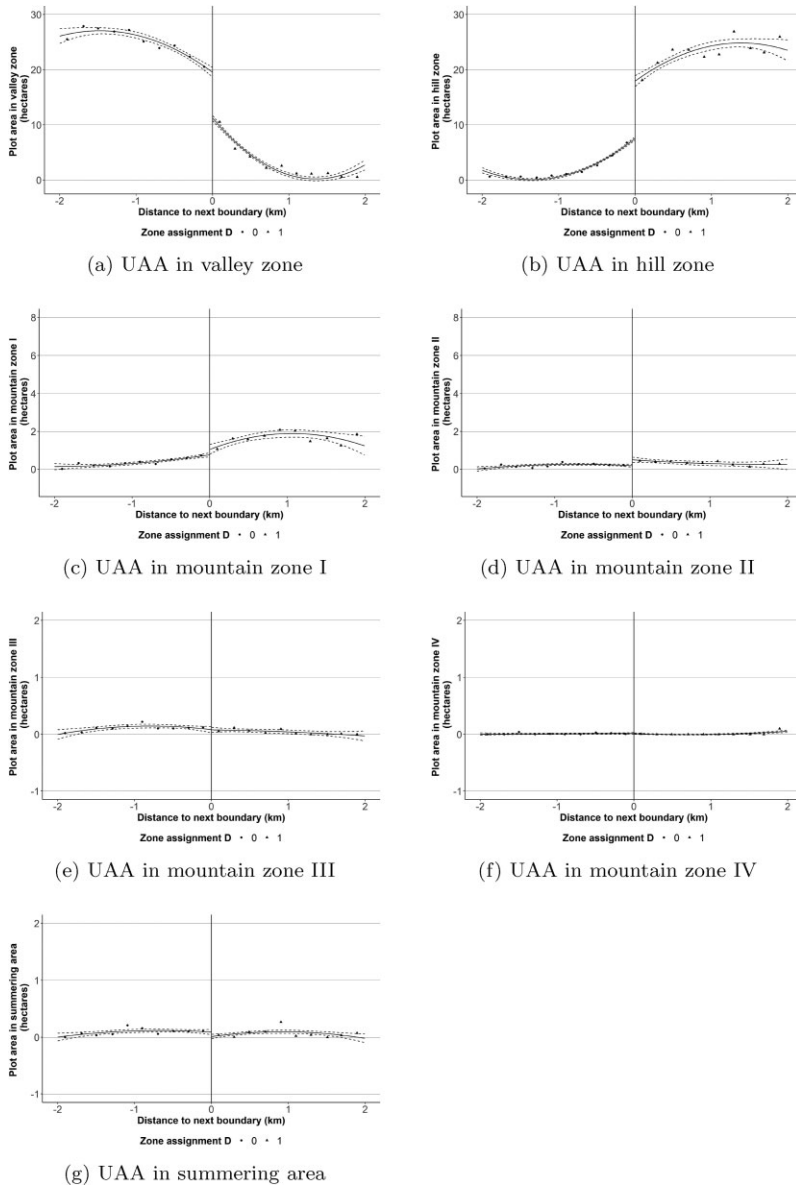 30
20
10
0
Plot area in valley zone
(hectares)
-2 -1 0 1 2
Distance to next boundary (km)
Zone assignment D 0 1
(a) UAA in valley zone
30
20
10
0
Plot area in hill zone
(hectares)
-2 -1 0 1 2
Distance to next boundary (km)
Zone assignment D 0 1
(b) UAA in hill zone
8
6
4
2
0
Plot area in mountain zone I
(hectares)
-2 -1 0 1 2
Distance to next boundary (km)
Zone assignment D 0 1
(c) UAA in mountain zone I
8
6
4
2
0
Plot area in mountain zone II
(hectares)
-2 -1 0 1 2
Distance to next boundary (km)
Zone assignment D 0 1
(d) UAA in mountain zone II
2
1
0
-1
Plot area in mountain zone III
(hectares)
-2 -1 0 1 2
Distance to next boundary (km)
Zone assignment D 0 1
(e) UAA in mountain zone III
2
1
0
-1
Plot area in mountain zone IV
(hectares)
-2 -1 0 1 2
Distance to next boundary (km)
Zone assignment D 0 1
(f) UAA in mountain zone IV
2
1
0
-1
Plot area in summering area
(hectares)
-2 -1 0 1 2
Distance to next boundary (km)
Zone assignment D 0 1
(g) UAA in summering area